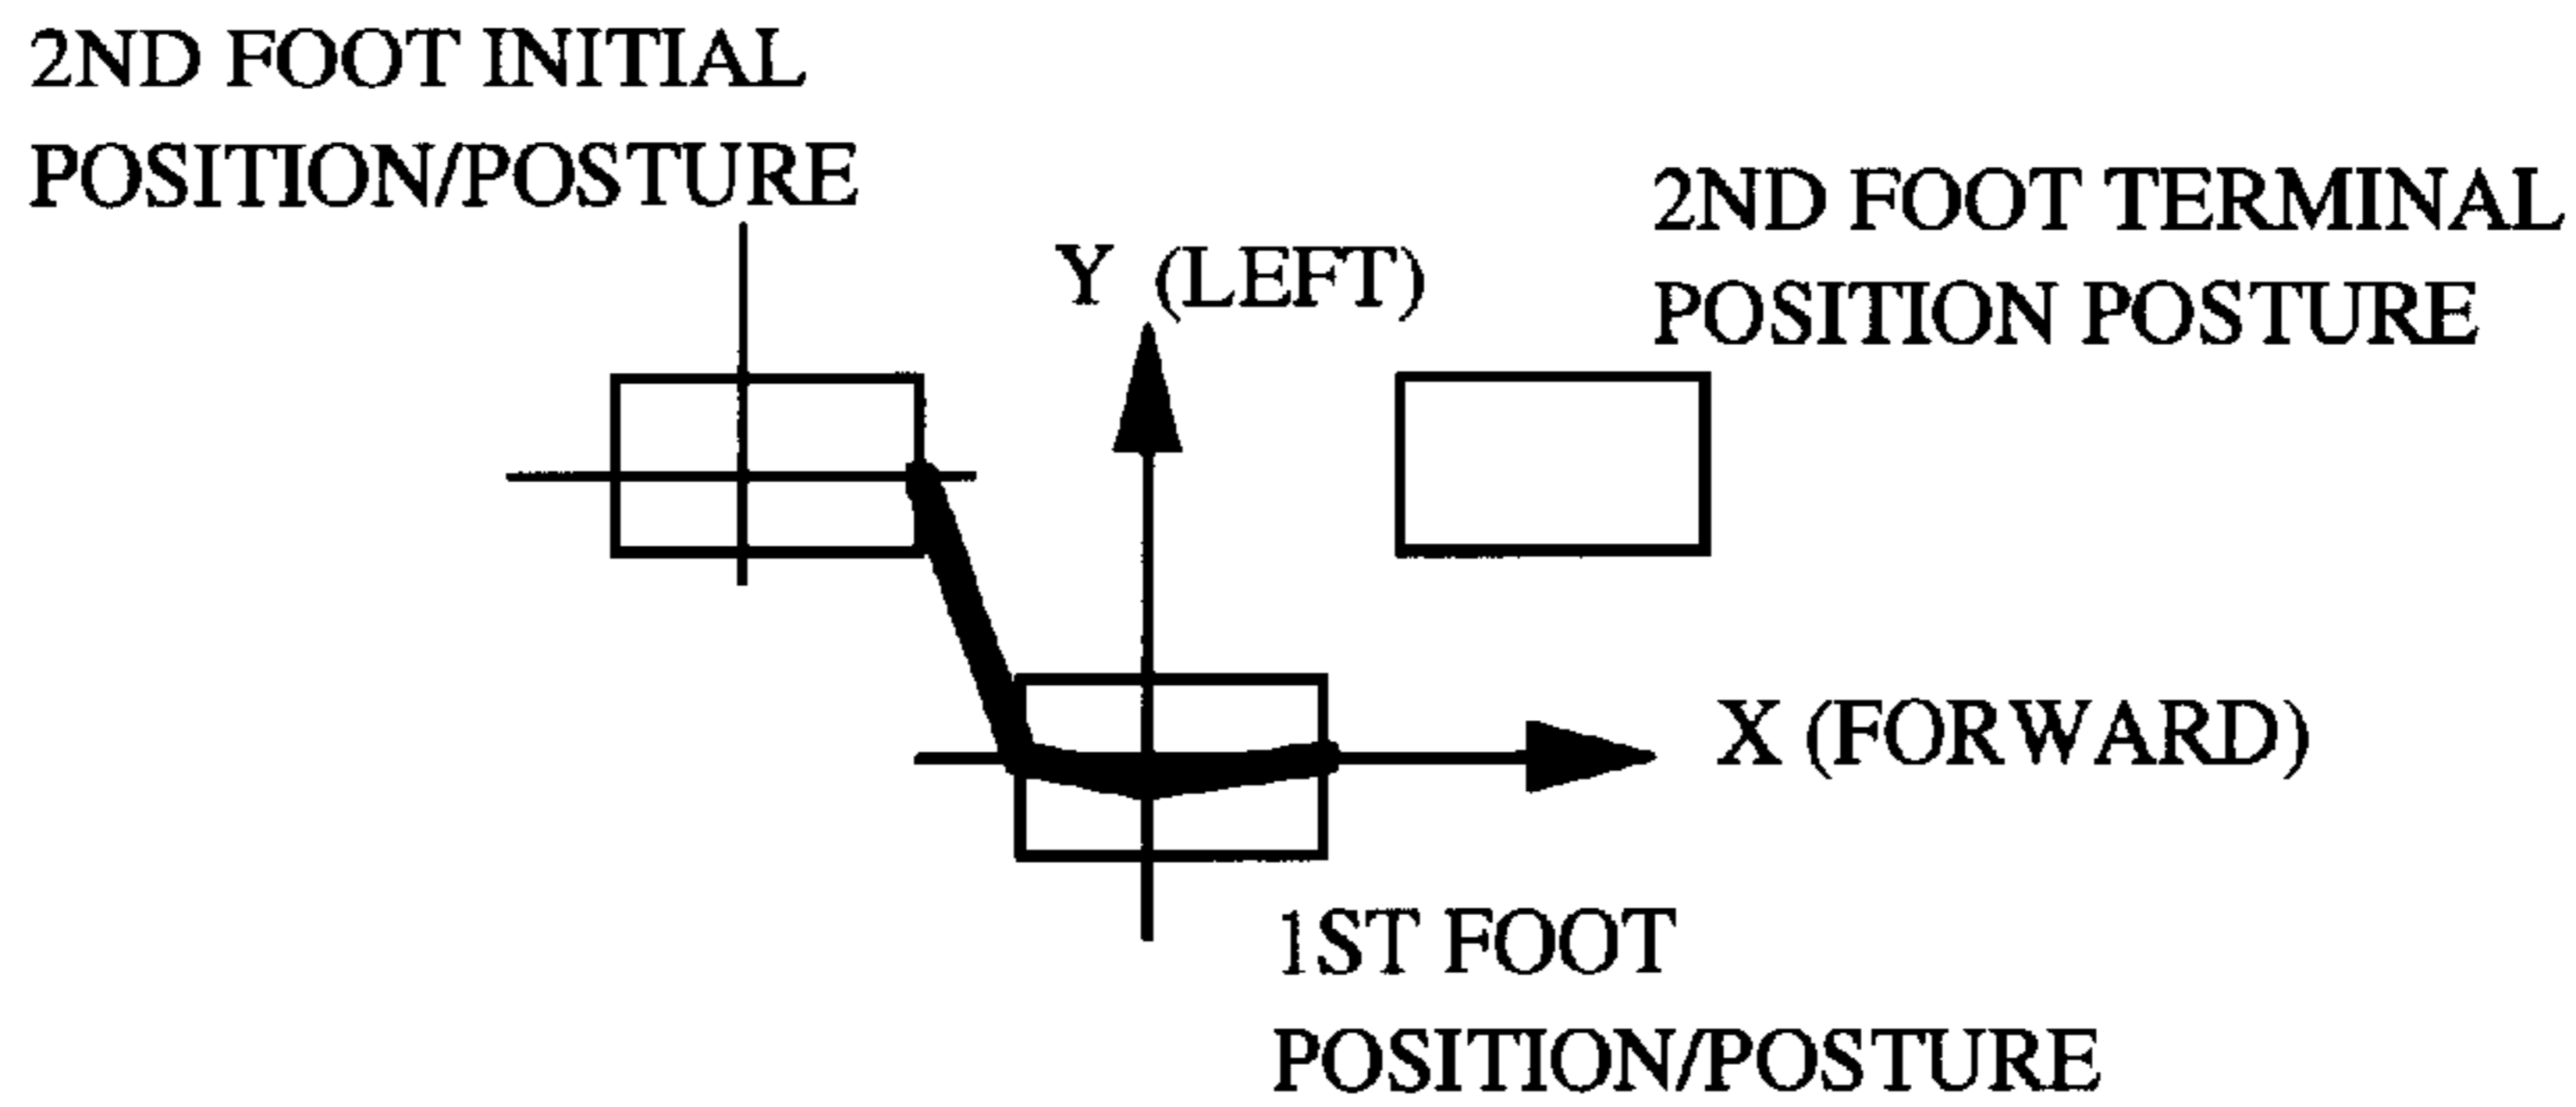 2ND FOOT INITIAL
POSITION/POSTURE
2ND FOOT TERMINAL
POSITION POSTURE
Y (LEFT)
X (FORWARD)
1ST FOOT
POSITION/POSTURE